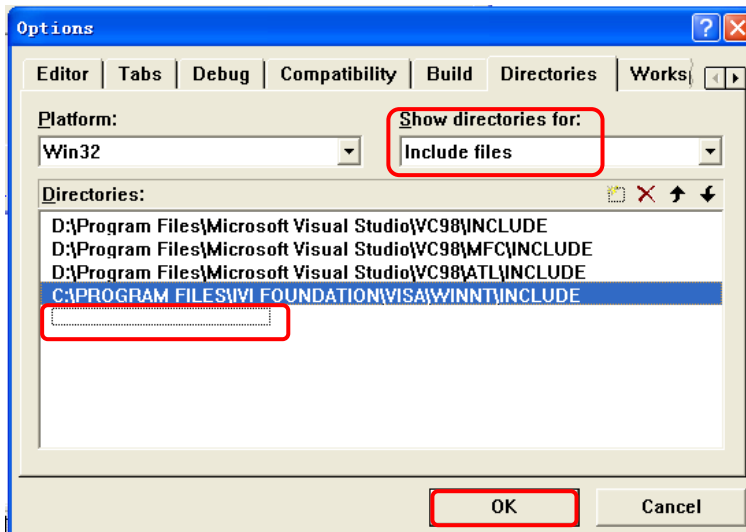 Options
Editor Tabs Debug Compatibility Build Directories
Platform: Show directories for:
Win32 Include files
Directories:
D:\Program Files\Microsoft Visual Studio\VC98\INCLUDE
D:\Program Files\Microsoft Visual Studio\VC98\MFC\INCLUDE
D:\Program Files\Microsoft Visual Studio\VC98\ATL\INCLUDE
C:\PROGRAM FILES\IVI FOUNDATION\VISA\WINNT\INCLUDE
OK Cancel